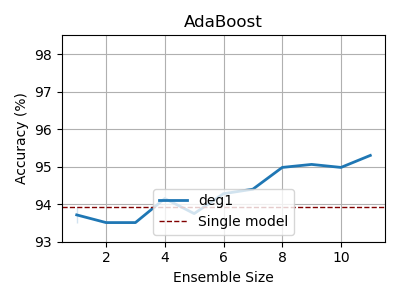 AdaBoost
Accuracy (%)
98
97
96
95
94
93
deg1
Single model
2 4 6 8 10
Ensemble Size